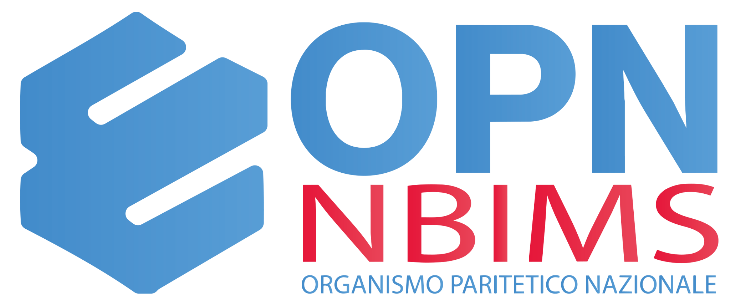 OPN
NBIMS
ORGANISMO PARITETICO NAZIONALE